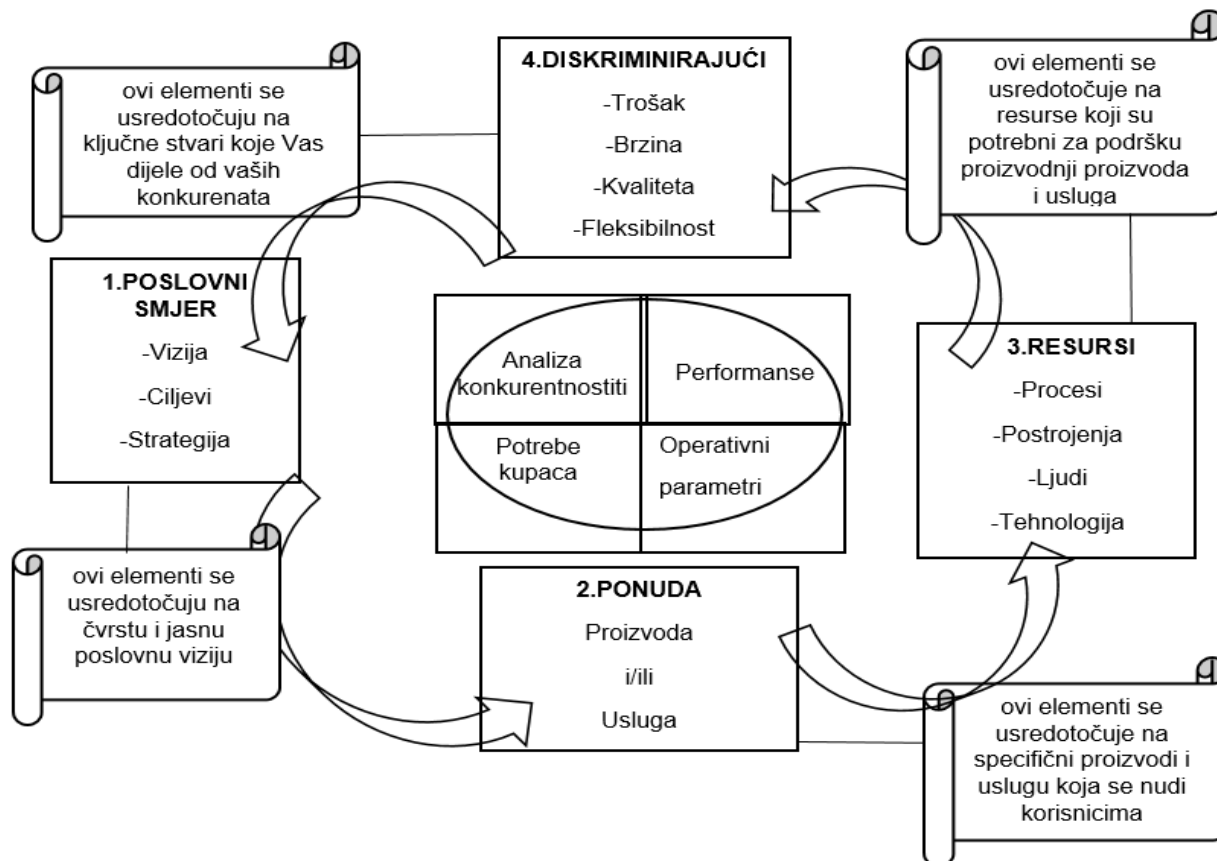 ovi elementi se
usredotočuju na
ključne stvari koje Vas
dijele od vaših
konkurenata
4.DISKRIMINIRAJUĆI
-Trošak
-Brzina
-Kvaliteta
-Fleksibilnost
ovi elementi se
usredotočuje na
resurse koji su
potrebni za podršku
proizvodnji proizvoda
i usluga
1.POSLOVNI
SMJER
-Vizija
-Ciljevi
-Strategija
Analiza
konkurentnostiti
Performanse
Potrebe
kupaca
Operativni
parametri
3.RESURSI
-Procesi
-Postrojenja
-Ljudi
-Tehnologija
ovi elementi se
usredotočuju na
čvrstu i jasnu
poslovnu viziju
2.PONUDA
Proizvoda
i/ili
Usluga
ovi elementi se
usredotočuje na
specifični proizvodi i
uslugu koja se nudi
korisnicima